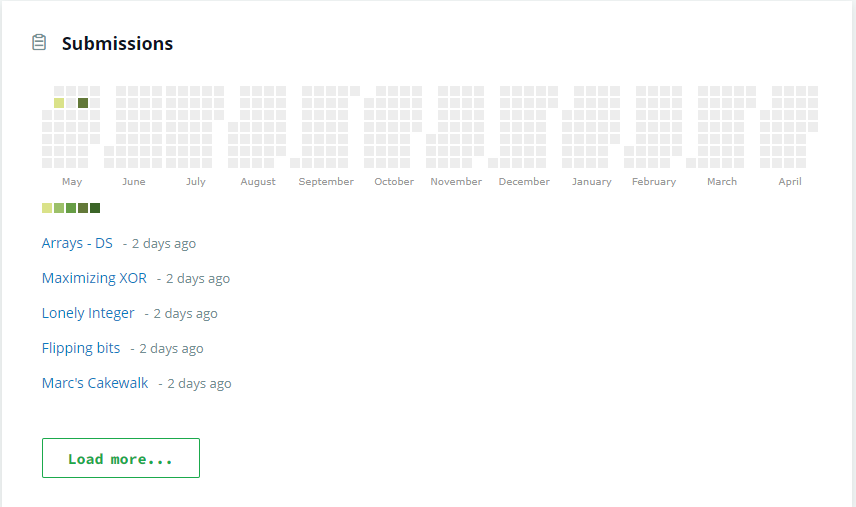 Submissions
May June July August September October November December January February March April
Arrays - DS - 2 days ago
Maximizing XOR - 2 days ago
Lonely Integer - 2 days ago
Flipping bits - 2 days ago
Marc's Cakewalk - 2 days ago
Load more...